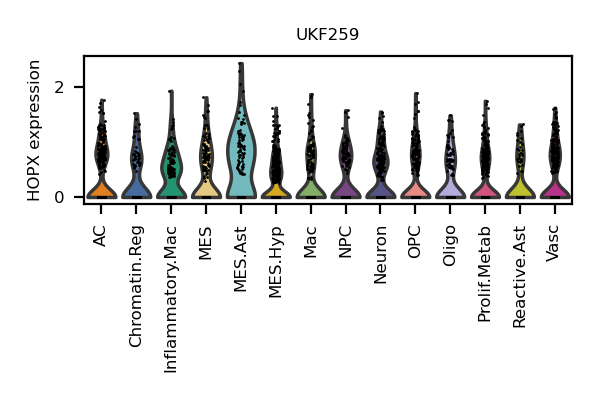 UKF259
HOPX expression
2
0
AC
Chromatin.Reg
Inflammatory.Mac
MES
MES.Ast
MES.Hyp
Mac
NPC
Neuron
OPC
Oligo
Prolif.Metab
Reactive.Ast
Vasc